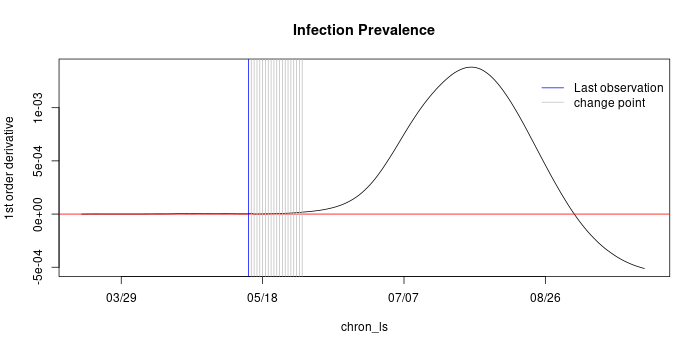 Infection Prevalence
1st order derivative
1e-03
5e-04
0e+00
-5e-04
Last observation
change point
03/29
05/18
07/07
08/26
chron_ls